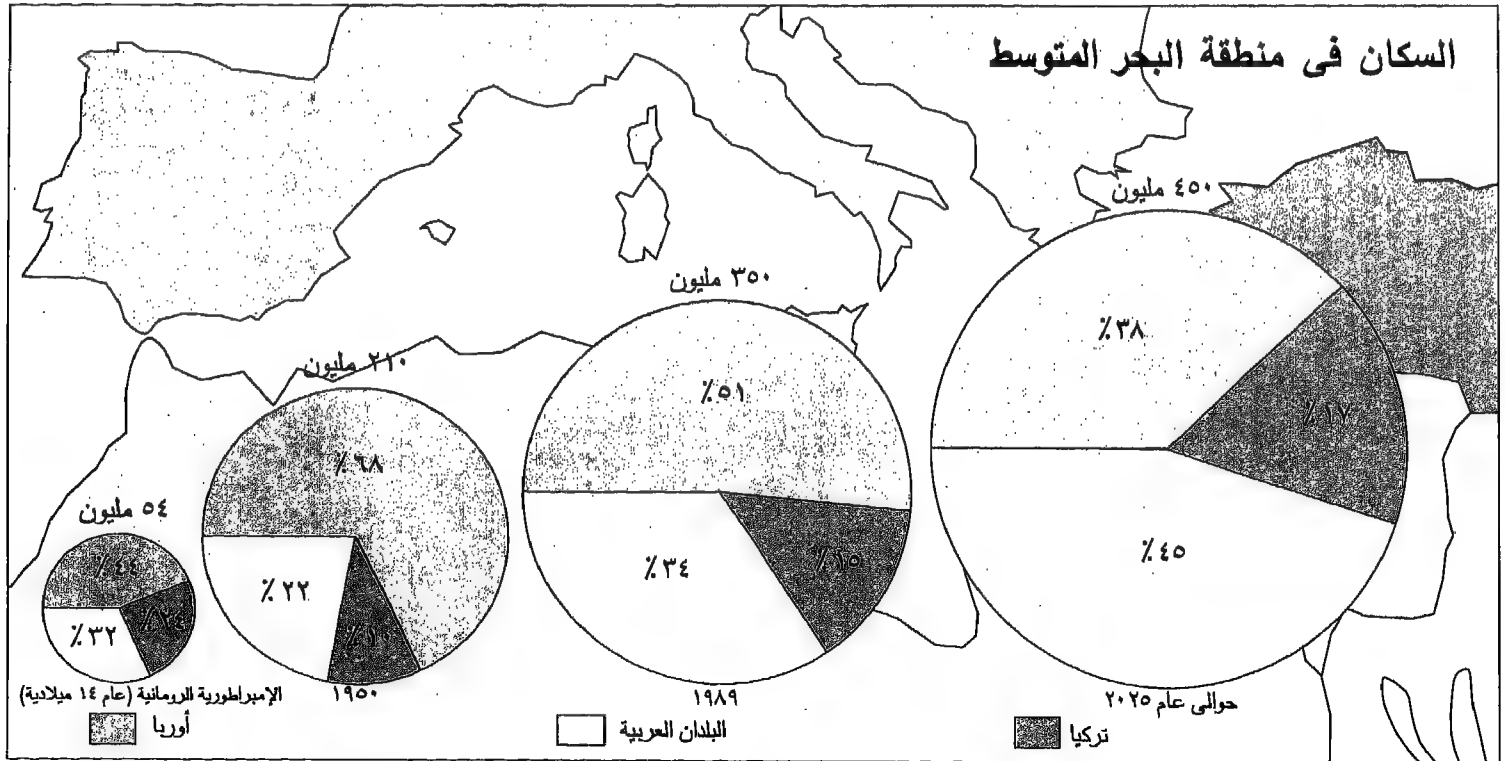 السكان فى منطقة البحر المتوسط
٤٥٠ مليون
٪٣٨
٪١٧
٪٤٥
حوالى عام ٢٠٢٥
٣٥٠ مليون
٪٥١
٪١٥
٪٣٤
١٩٨٩
٢١٠ مليون
٪٦٨
٪١٠
٪٢٢
١٩٥٠
٥٤ مليون
٪٤٤
٪٢٤
٪٣٢
الإمبراطورية الرومانية (عام ١٤ ميلادية)
تركيا
البلدان العربية
أوربا